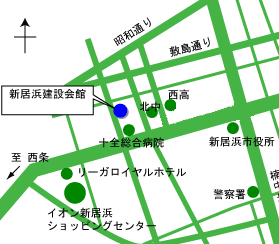 昭和通り
敷島通り
新居浜建設会館
西高
北中
十全総合病院
新居浜市役所
至 西条
リーガロイヤルホテル
警察署
イオン新居浜
ショッピングセンター